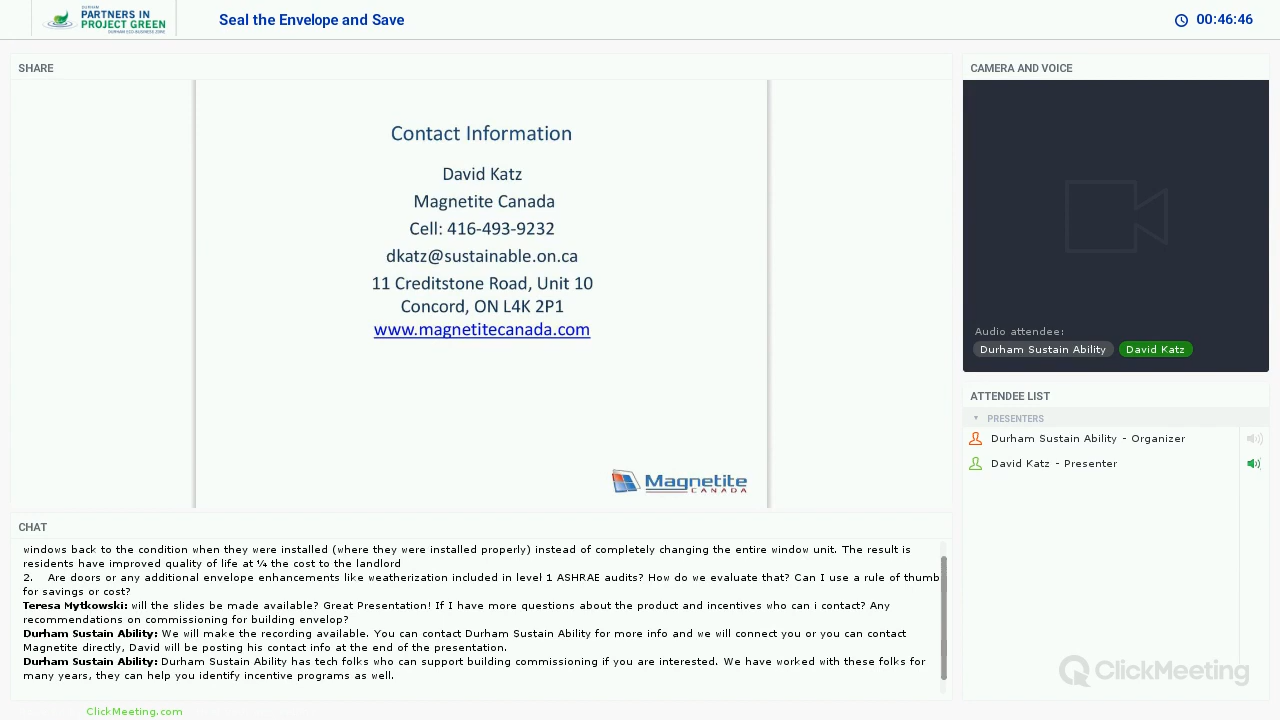 DURHAM
PARTNERS IN
PROJECT GREEN
DURHAM ECO-BUSINESS ZONE
Seal the Envelope and Save
00:46:46
SHARE
Contact Information
David Katz
Magnetite Canada
Cell: 416-493-9232
dkatz@sustainable.on.ca
11 Creditstone Road, Unit 10
Concord, ON L4K 2P1
www.magnetitecanada.com
Magnetite
CANADA
CAMERA AND VOICE
Audio attendee:
Durham Sustain Ability David Katz
ATTENDEE LIST
PRESENTERS
Durham Sustain Ability - Organizer
David Katz - Presenter
CHAT
windows back to the condition when they were installed (where they were installed properly) instead of completely changing the entire window unit. The result is
residents have improved quality of life at ¼ the cost to the landlord
2. Are doors or any additional envelope enhancements like weatherization included in level 1 ASHRAE audits? How do we evaluate that? Can I use a rule of thumb
for savings or cost?
Teresa Mytkowski: will the slides be made available? Great Presentation! If I have more questions about the product and incentives who can i contact? Any
recommendations on commissioning for building envelop?
Durham Sustain Ability: We will make the recording available. You can contact Durham Sustain Ability for more info and we will connect you or you can contact
Magnetite directly, David will be posting his contact info at the end of the presentation.
Durham Sustain Ability: Durham Sustain Ability has tech folks who can support building commissioning if you are interested. We have worked with these folks for
many years, they can help you identify incentive programs as well.
ClickMeeting
ClickMeeting.com